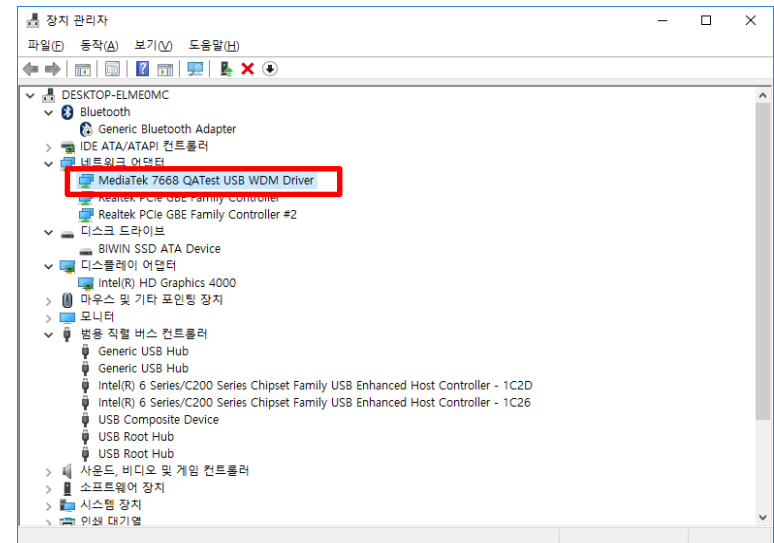 장치 관리자
파일(F) 동작(A) 보기(V) 도움말(H)
DESKTOP-ELME0MC
Bluetooth
Generic Bluetooth Adapter
IDE ATA/ATAPI 컨트롤러
네트워크 어댑터
MediaTek 7668 QATest USB WDM Driver
Realtek PCIe GBE Family Controller
Realtek PCIe GBE Family Controller #2
디스크 드라이브
BIWIN SSD ATA Device
디스플레이 어댑터
Intel(R) HD Graphics 4000
마우스 및 기타 포인팅 장치
모니터
범용 직렬 버스 컨트롤러
Generic USB Hub
Generic USB Hub
Intel(R) 6 Series/C200 Series Chipset Family USB Enhanced Host Controller - 1C2D
Intel(R) 6 Series/C200 Series Chipset Family USB Enhanced Host Controller - 1C26
USB Composite Device
USB Root Hub
USB Root Hub
사운드, 비디오 및 게임 컨트롤러
소프트웨어 장치
시스템 장치
인쇄 대기열